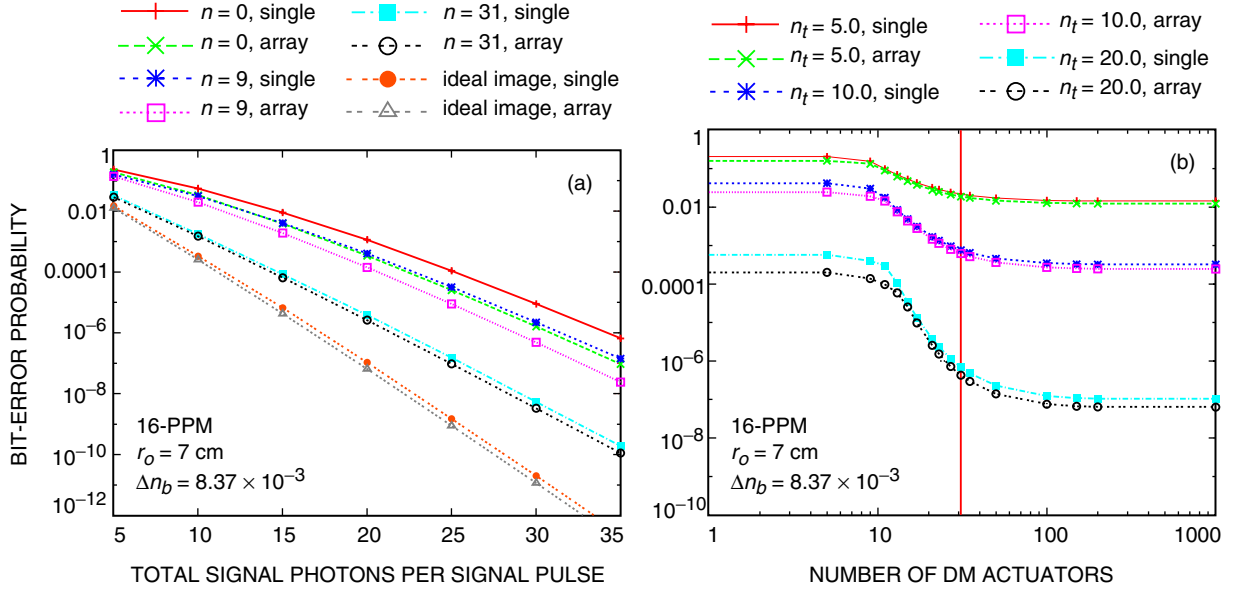 n = 0, single
n = 0, array
n = 9, single
n = 9, array
n = 31, single
n = 31, array
ideal image, single
ideal image, array
nt = 5.0, single
nt = 5.0, array
nt = 10.0, single
nt = 10.0, array
nt = 20.0, single
nt = 20.0, array
BIT-ERROR PROBABILITY
1
0.01
0.0001
10−6
10−8
10−10
10−12
(a)
16-PPM
ro = 7 cm
Δnb = 8.37 × 10−3
5 10 15 20 25 30 35
TOTAL SIGNAL PHOTONS PER SIGNAL PULSE
1
0.01
0.0001
10−6
10−8
10−10
(b)
16-PPM
ro = 7 cm
Δnb = 8.37 × 10−3
1 10 100 1000
NUMBER OF DM ACTUATORS